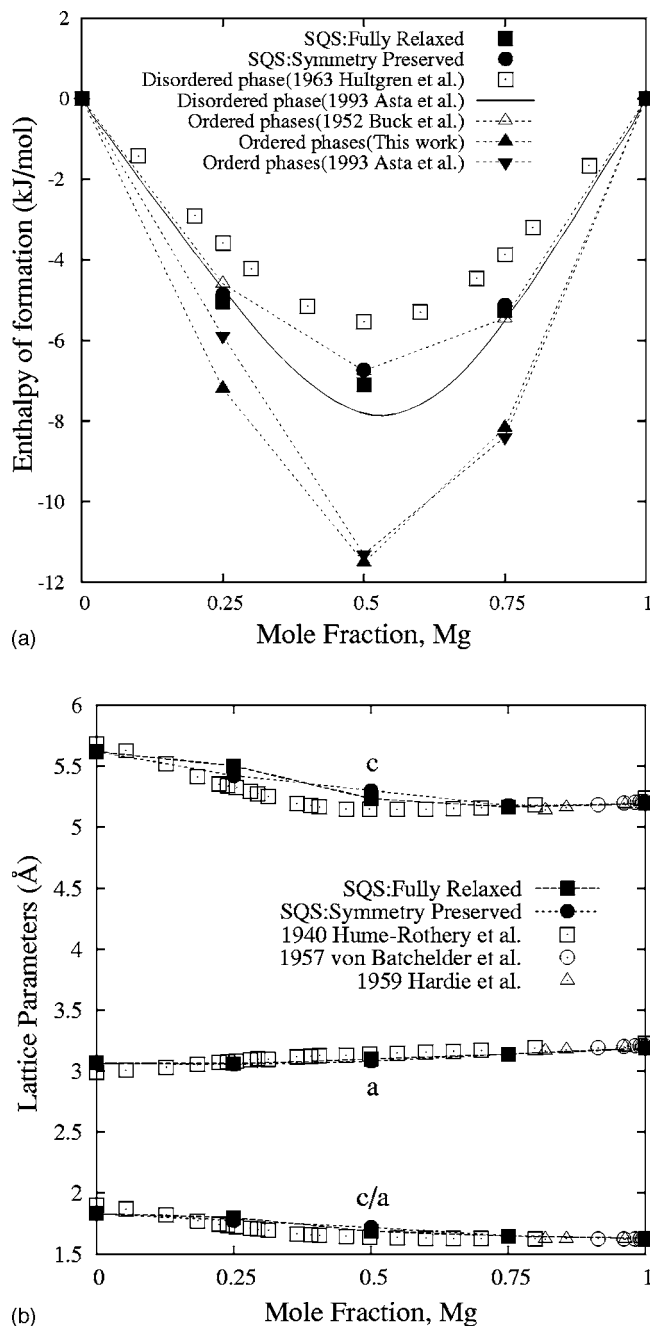 SQS:Fully Relaxed
SQS:Symmetry Preserved
Disordered phase(1963 Hultgren et al.)
Disordered phase(1993 Asta et al.)
Ordered phases(1952 Buck et al.)
Ordered phases(This work)
Orderd phases(1993 Asta et al.)
Enthalpy of formation (kJ/mol)
2
0
-2
-4
-6
-8
-10
-12
0 0.25 0.5 0.75 1
Mole Fraction, Mg
(a)
6
5.5
5
4.5
4
3.5
3
2.5
2
1.5
Lattice Parameters (Å)
c
SQS:Fully Relaxed
SQS:Symmetry Preserved
1940 Hume-Rothery et al.
1957 von Batchelder et al.
1959 Hardie et al.
a
c/a
0 0.25 0.5 0.75 1
Mole Fraction, Mg
(b)